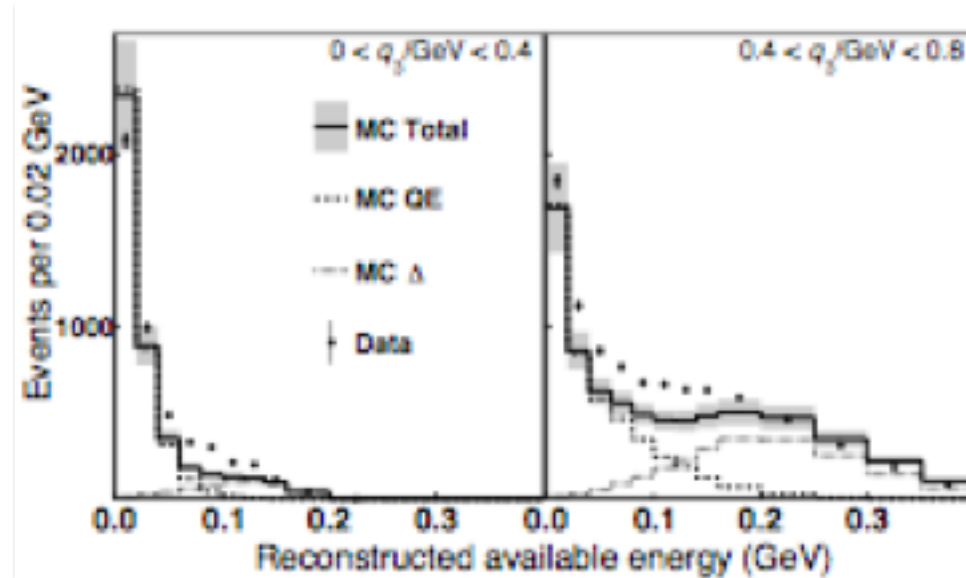 0 < q₃/GeV < 0.4
0.4 < q₃/GeV < 0.8
Events per 0.02 GeV
2000
1000
MC Total
MC QE
MC Δ
Data
0.0 0.1 0.2 0.3 0.0 0.1 0.2 0.3
Reconstructed available energy (GeV)